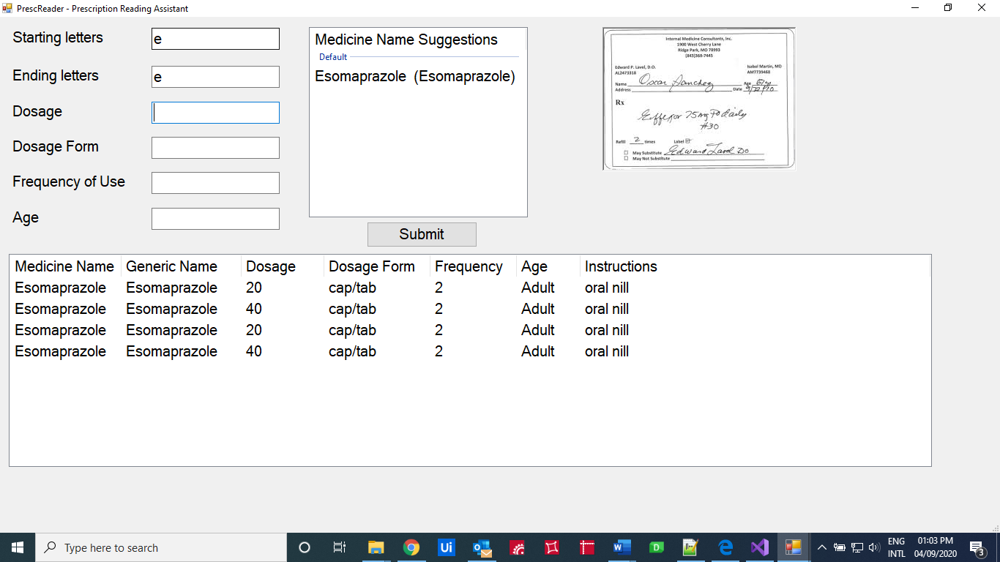 PrescReader - Prescription Reading Assistant
Starting letters e
Ending letters e
Dosage
Dosage Form
Frequency of Use
Age
Medicine Name Suggestions
Default
Esomaprazole (Esomaprazole)
Internal Medicine Consultants, Inc.
1900 West Cherry Lane
Ridge Park, MO 78993
(843)368-7445
Edward P. Lavel, D.O. Isabel Martin, MD
AL2473318 AM7739468
Name Oscar Sanchez Age
Address Date
Rx
Effexor 75mg PO daily
#30
Refill 2 times Label
May Substitute Edward Lavel DO
May Not Substitute
Submit
Medicine Name Generic Name Dosage Dosage Form Frequency Age Instructions
Esomaprazole Esomaprazole 20 cap/tab 2 Adult oral nill
Esomaprazole Esomaprazole 40 cap/tab 2 Adult oral nill
Esomaprazole Esomaprazole 20 cap/tab 2 Adult oral nill
Esomaprazole Esomaprazole 40 cap/tab 2 Adult oral nill
Type here to search
Ui
D
ENG 01:03 PM
INTL 04/09/2020
3